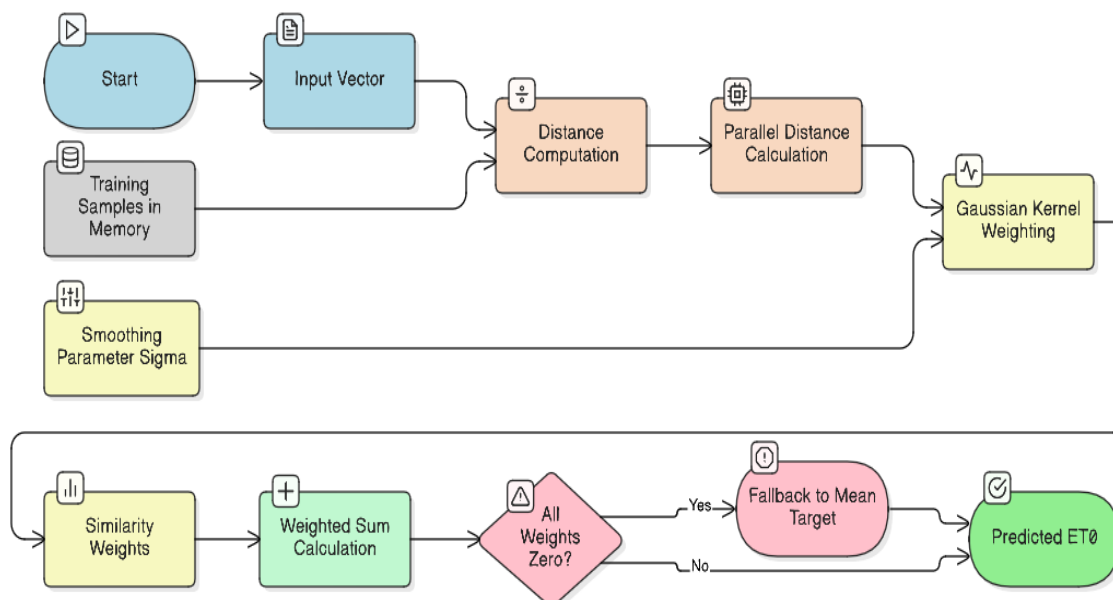 Start
Input Vector
Distance
Computation
Parallel Distance
Calculation
Training
Samples in
Memory
Gaussian Kernel
Weighting
Smoothing
Parameter Sigma
Similarity
Weights
Weighted Sum
Calculation
All
Weights
Zero?
Yes
No
Fallback to Mean
Target
Predicted ET0